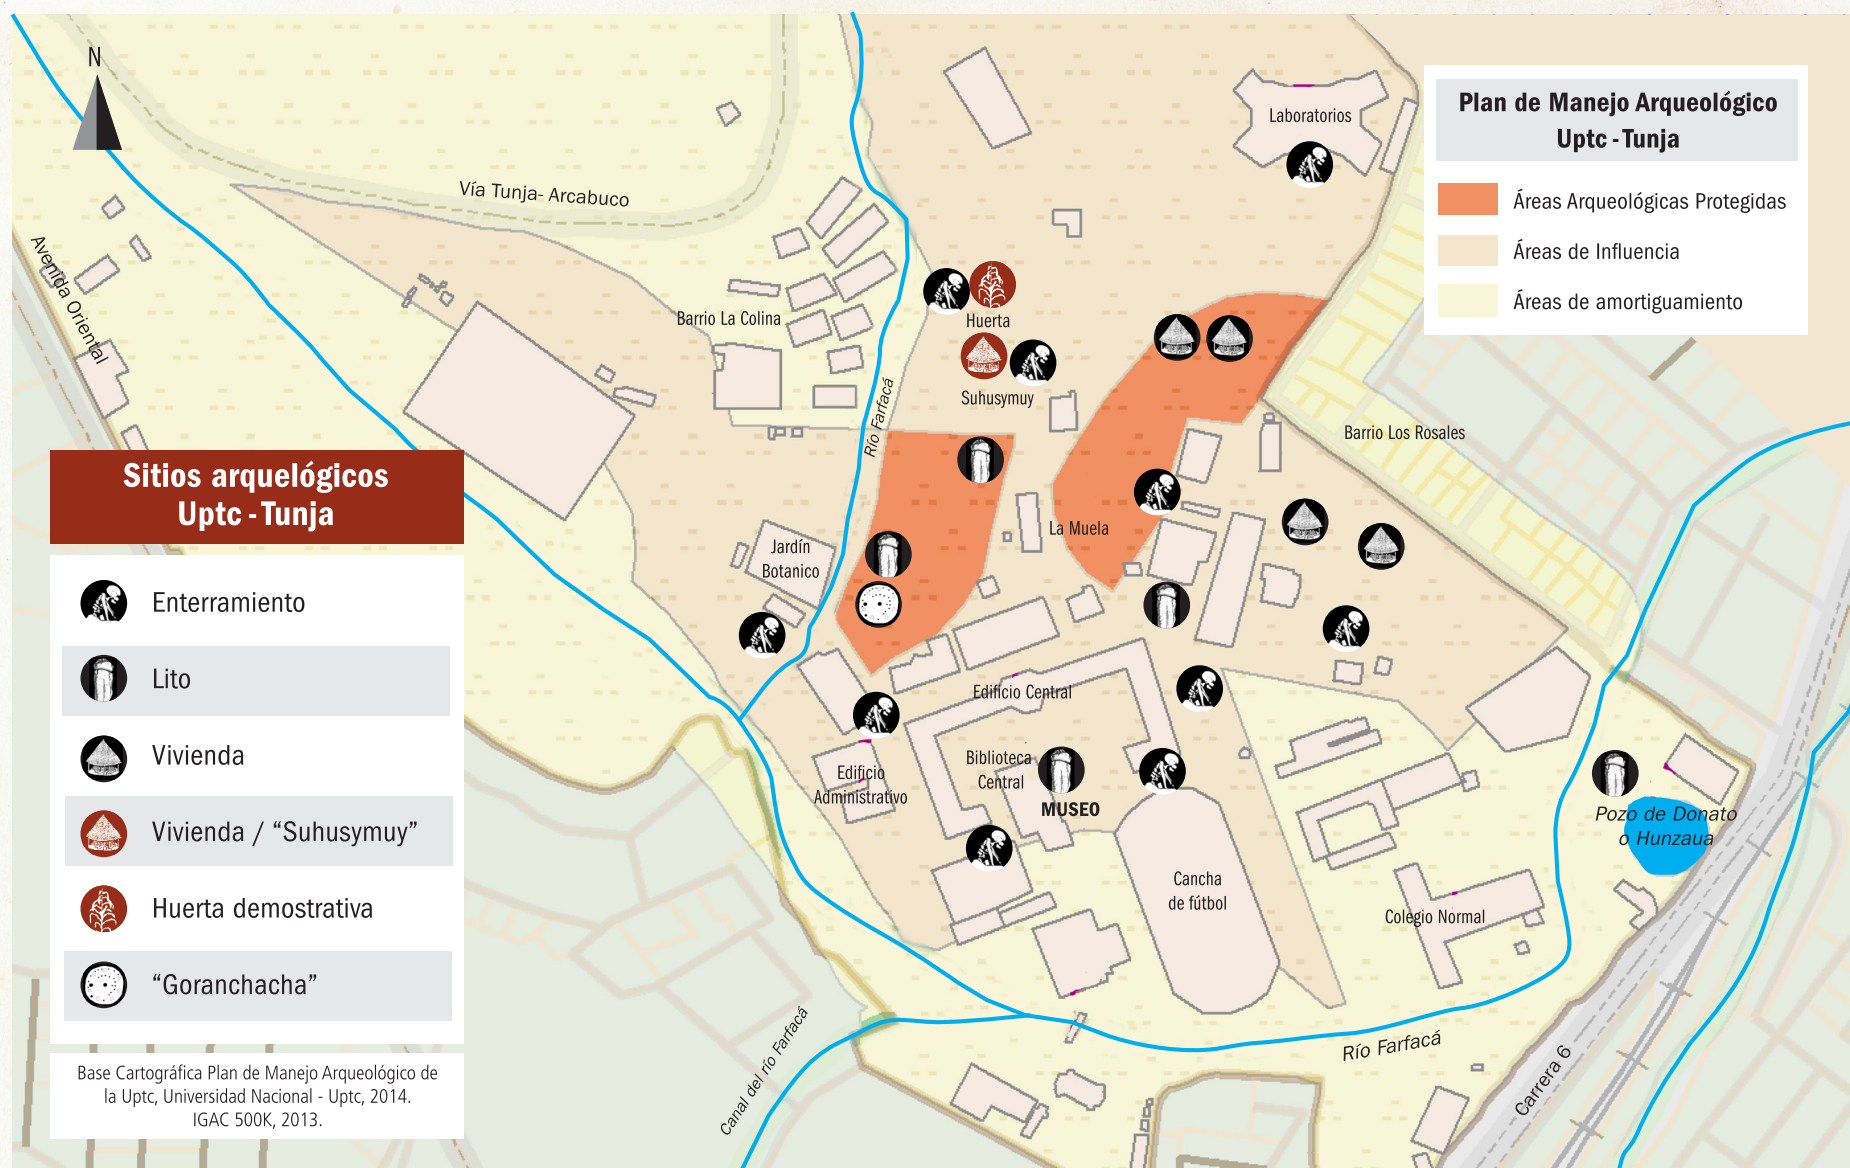 N
Vía Tunja- Arcabuco
Avenida Oriental
Laboratorios
Plan de Manejo Arqueológico
Uptc - Tunja
Áreas Arqueológicas Protegidas
Áreas de Influencia
Áreas de amortiguamiento
Barrio La Colina
Huerta
Suhusymuy
Río Farfacá
Barrio Los Rosales
La Muela
Jardín
Botanico
Sitios arquelógicos
Uptc - Tunja
Enterramiento
Lito
Vivienda
Vivienda / “Suhusymuy”
Huerta demostrativa
“Goranchacha”
Base Cartográfica Plan de Manejo Arqueológico de
la Uptc, Universidad Nacional - Uptc, 2014.
IGAC 500K, 2013.
Edificio Central
Biblioteca
Central
MUSEO
Edificio
Administrativo
Cancha
de fútbol
Colegio Normal
Pozo de Donato
o Hunzaua
Río Farfacá
Canal del río Farfacá
Carrera 6